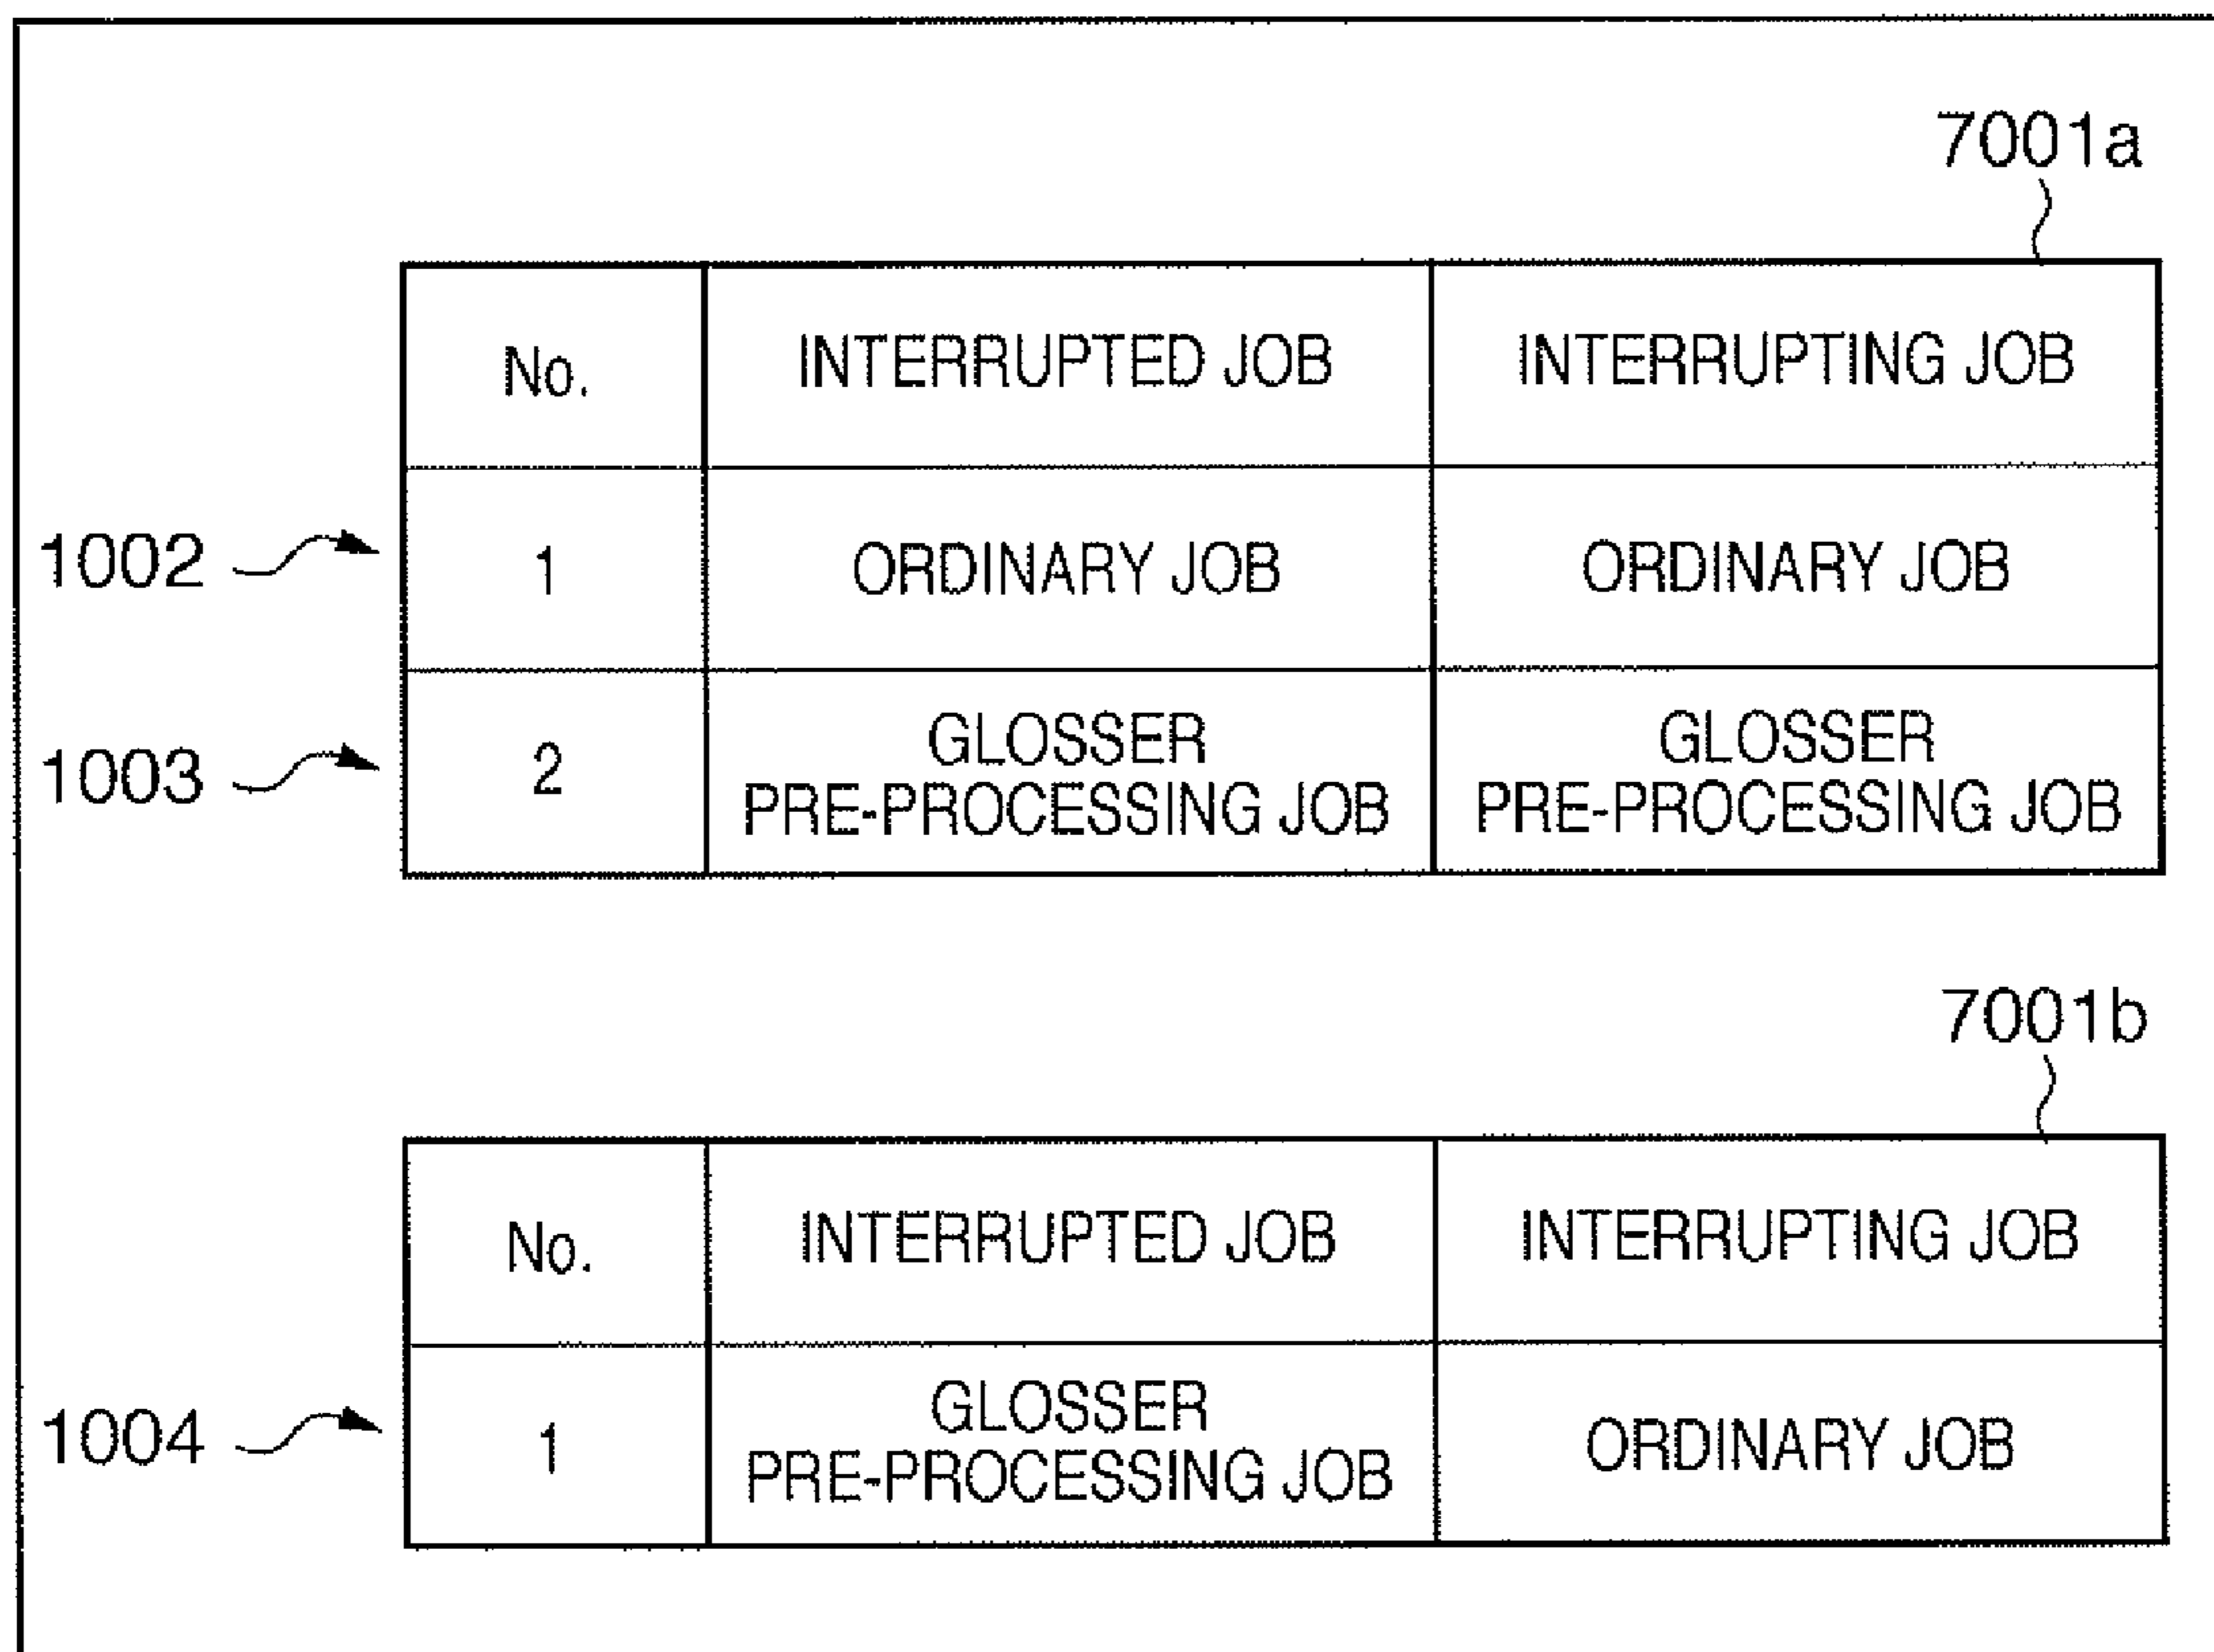 7001a
No. INTERRUPTED JOB INTERRUPTING JOB
1002 1 ORDINARY JOB ORDINARY JOB
1003 2 GLOSSER PRE-PROCESSING JOB GLOSSER PRE-PROCESSING JOB
7001b
No. INTERRUPTED JOB INTERRUPTING JOB
1004 1 GLOSSER PRE-PROCESSING JOB ORDINARY JOB